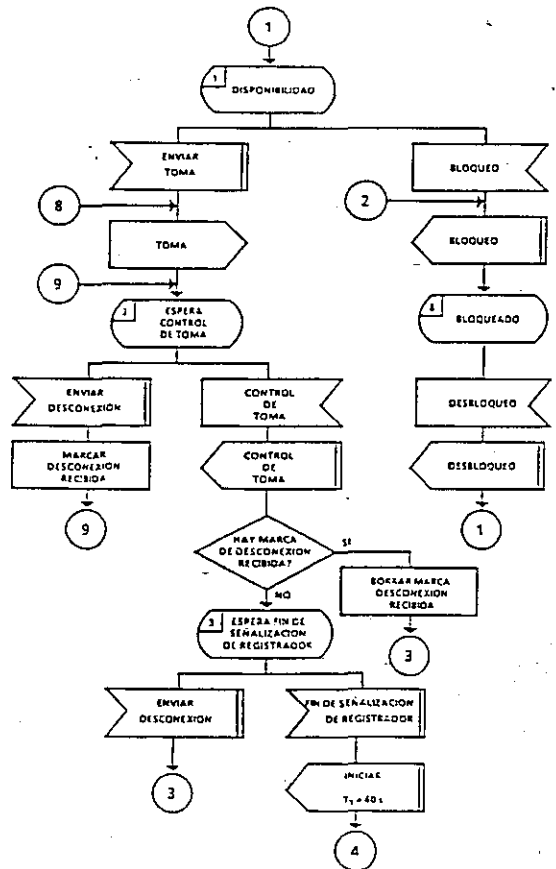 1
1
DISPONIBILIDAD
ENVIAR
TOMA
BLOQUEO
8
2
TOMA
BLOQUEO
9
2
ESPERA
CONTROL
DE TOMA
BLOQUEADO
ENVIAR
DESCONEXION
CONTROL
DE
TOMA
DESBLOQUEO
MARCAR
DESCONEXION
RECIBIDA
CONTROL
DE
TOMA
DESBLOQUEO
9
1
HAY MARCA
DE DESCONEXION
RECIBIDA?
SI
NO
BORRAR MARCA
DESCONEXION
RECIBIDA
3
3
ESPERA FIN DE
SEÑALIZACION
DE REGISTRADOR
ENVIAR
DESCONEXION
FIN DE SEÑALIZACION
DE REGISTRADOR
3
INICIAR
= 60 s
4